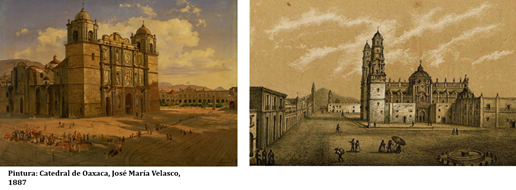 Pintura: Catedral de Oaxaca, José María Velasco,
1887